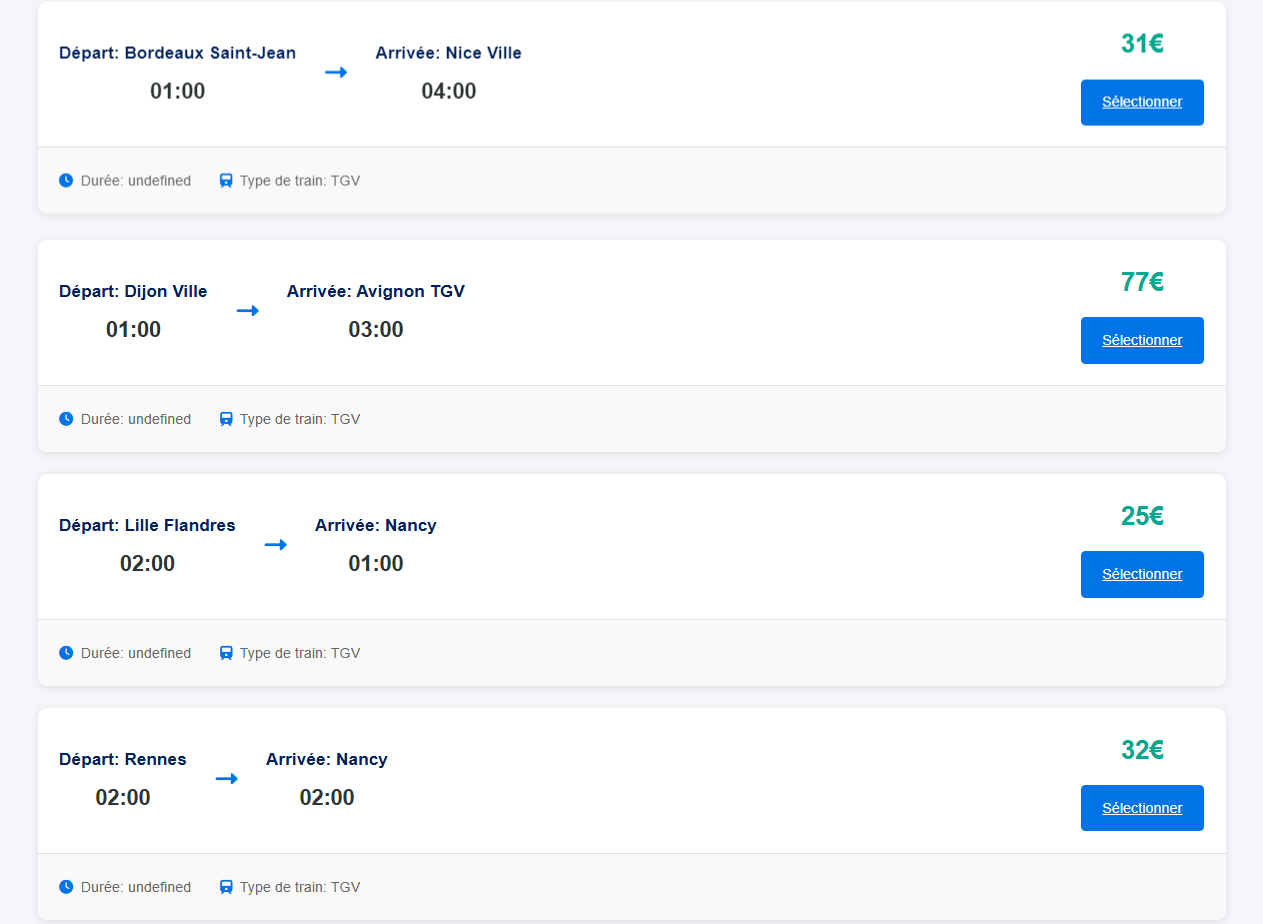 Départ: Bordeaux Saint-Jean
01:00
Arrivée: Nice Ville
04:00
31€
Sélectionner
Durée: undefined
Type de train: TGV
Départ: Dijon Ville
01:00
Arrivée: Avignon TGV
03:00
77€
Sélectionner
Durée: undefined
Type de train: TGV
Départ: Lille Flandres
02:00
Arrivée: Nancy
01:00
25€
Sélectionner
Durée: undefined
Type de train: TGV
Départ: Rennes
02:00
Arrivée: Nancy
02:00
32€
Sélectionner
Durée: undefined
Type de train: TGV